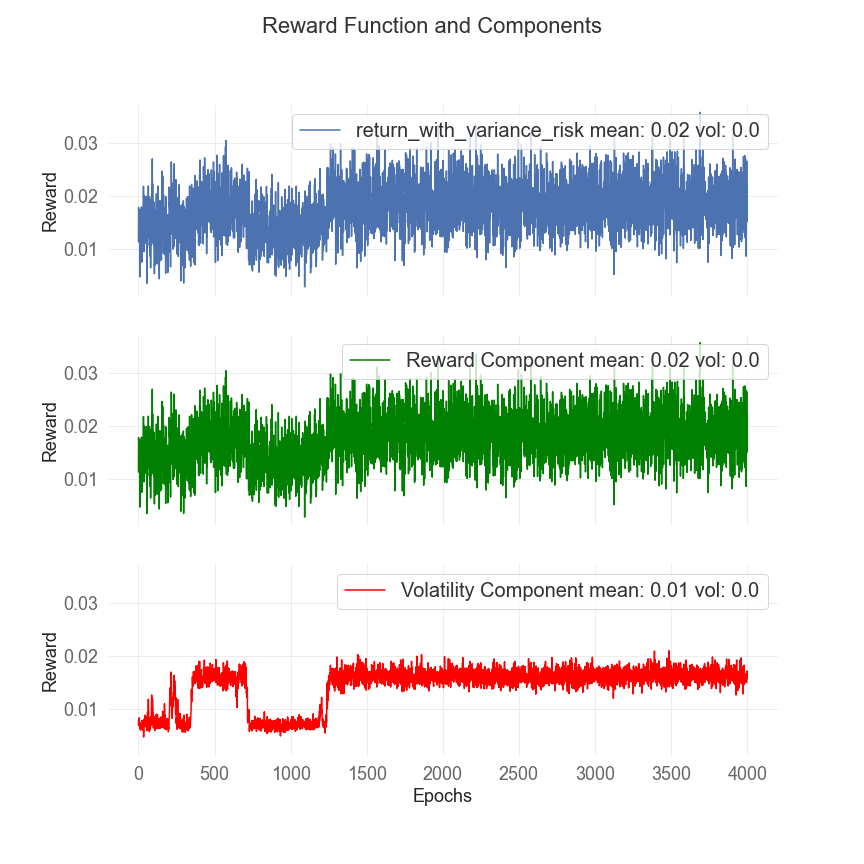 Reward Function and Components
return_with_variance_risk mean: 0.02 vol: 0.0
0.03
0.02
0.01
Reward
Reward Component mean: 0.02 vol: 0.0
0.03
0.02
0.01
Reward
Volatility Component mean: 0.01 vol: 0.0
0.03
0.02
0.01
Reward
0 500 1000 1500 2000 2500 3000 3500 4000
Epochs